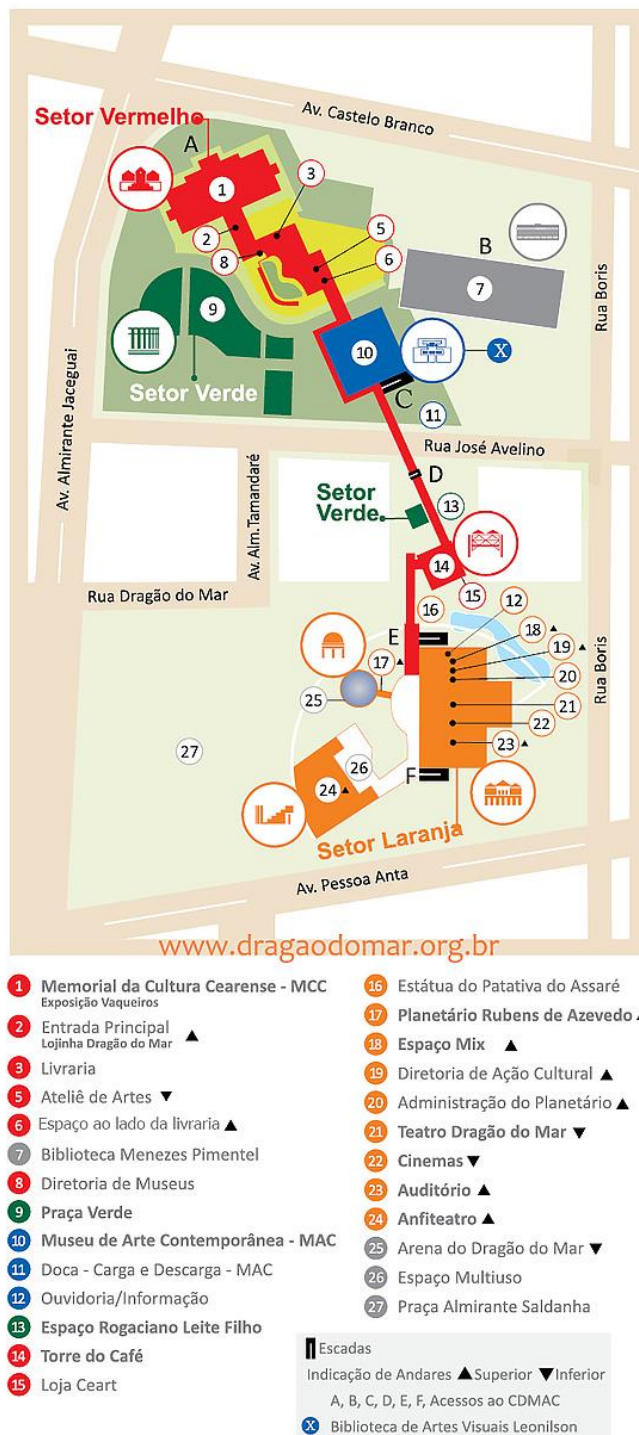 Av. Castelo Branco
Setor Vermelho
A
1
3
2
5
B
8
6
7
Rua Boris
9
10
X
Setor Verde
C
11
Av. Almirante Jaceguai
Rua José Avelino
D
Av. Alm.Tamandaré
Setor
Verde
13
14
Rua Dragão do Mar
15
16
12
E
18 ▲
17 ▲
19 ▲
20
Rua Boris
25
21
22
27
26
23 ▲
24 ▲
F
Setor Laranja
Av. Pessoa Anta
www.dragaodomar.org.br
1 Memorial da Cultura Cearense - MCC
Exposição Vaqueiros
2 Entrada Principal
Lojinha Dragão do Mar ▲
3 Livraria
5 Ateliê de Artes ▼
6 Espaço ao lado da livraria ▲
7 Biblioteca Menezes Pimentel
8 Diretoria de Museus
9 Praça Verde
10 Museu de Arte Contemporânea - MAC
11 Doca - Carga e Descarga - MAC
12 Ouvidoria/Informação
13 Espaço Rogaciano Leite Filho
14 Torre do Café
15 Loja Ceart
16 Estátua do Patativa do Assaré
17 Planetário Rubens de Azevedo ▲
18 Espaço Mix ▲
19 Diretoria de Ação Cultural ▲
20 Administração do Planetário ▲
21 Teatro Dragão do Mar ▼
22 Cinemas ▼
23 Auditório ▲
24 Anfiteatro ▲
25 Arena do Dragão do Mar ▼
26 Espaço Multiuso
27 Praça Almirante Saldanha
Escadas
Indicação de Andares ▲Superior ▼Inferior
A, B, C, D, E, F, Acessos ao CDMAC
X Biblioteca de Artes Visuais Leonilson